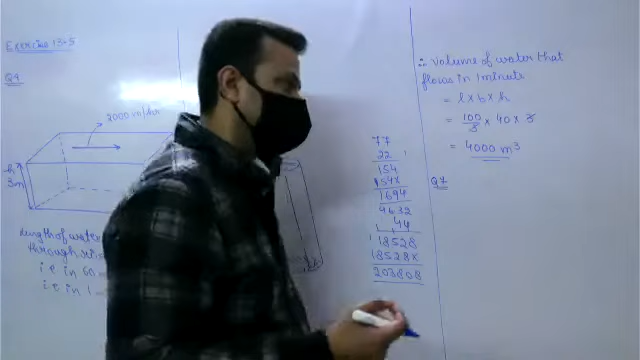 Exercise 13.5
Q9
2000 m/hr
h
3m
length of water
through
i e in 60
i e in 1
77
22
154
154x
1694
9632
44
18528
18528x
203808
∴ volume of water that
flows in 1 minute
= l x b x h
= 100/3 x 40 x 3
= 4000 m³
Q7